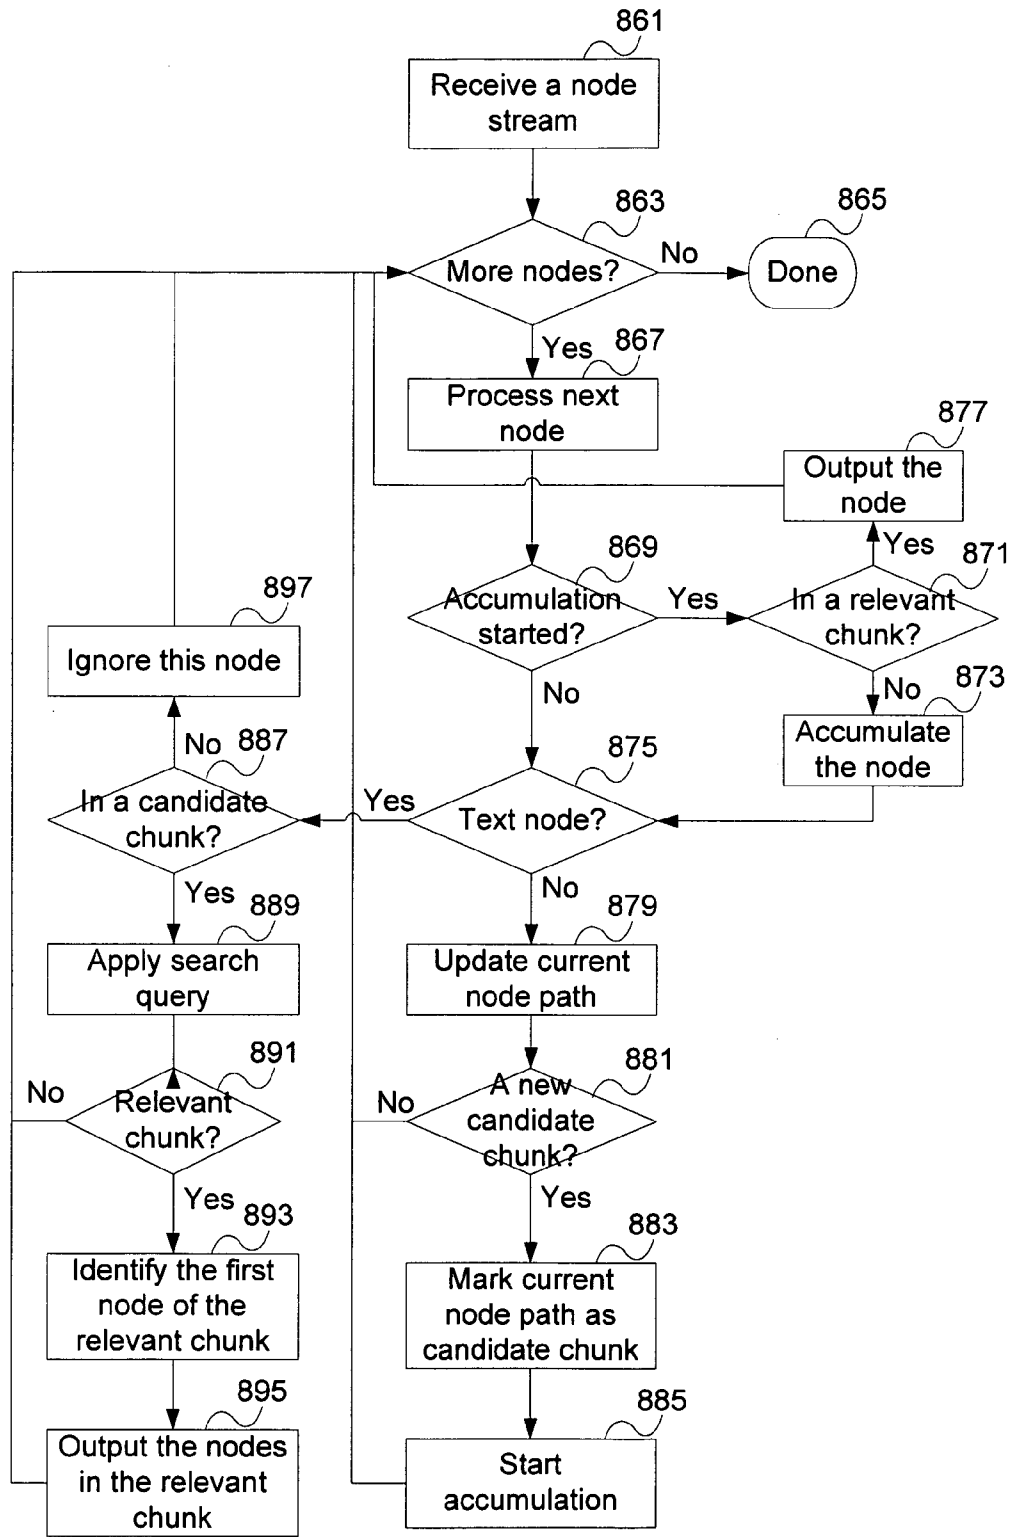 861
Receive a node
stream
863
865
More nodes?
No
Done
Yes
867
Process next
node
877
Output the
node
Yes
869
871
Accumulation
started?
Yes
In a relevant
chunk?
897
Ignore this node
No
No
873
Accumulate
the node
No
887
875
In a candidate
chunk?
Yes
Text node?
Yes
No
889
879
Apply search
query
Update current
node path
891
881
No
Relevant
chunk?
No
A new
candidate
chunk?
Yes
Yes
893
883
Identify the first
node of the
relevant chunk
Mark current
node path as
candidate chunk
895
885
Output the nodes
in the relevant
chunk
Start
accumulation